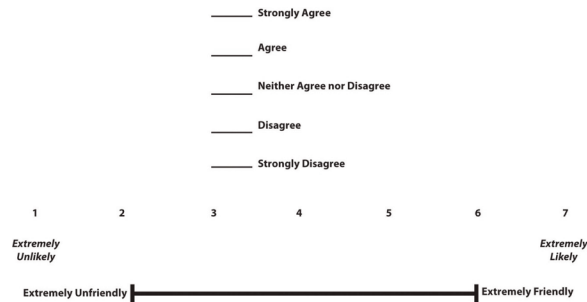 Strongly Agree
Agree
Neither Agree nor Disagree
Disagree
Strongly Disagree
1 2 3 4 5 6 7
Extremely Unlikely
Extremely Likely
Extremely Unfriendly Extremely Friendly